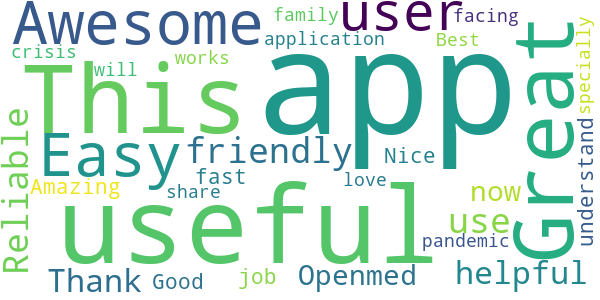 Awesome
family
user
facing
crisis
application
Best
will
works
This
app
Great
specially
Easy
friendly
Nice
Reliable
understand
Amazing
fast
share
love
now
useful
use
pandemic
Thank
Good
job
Openmed
helpful